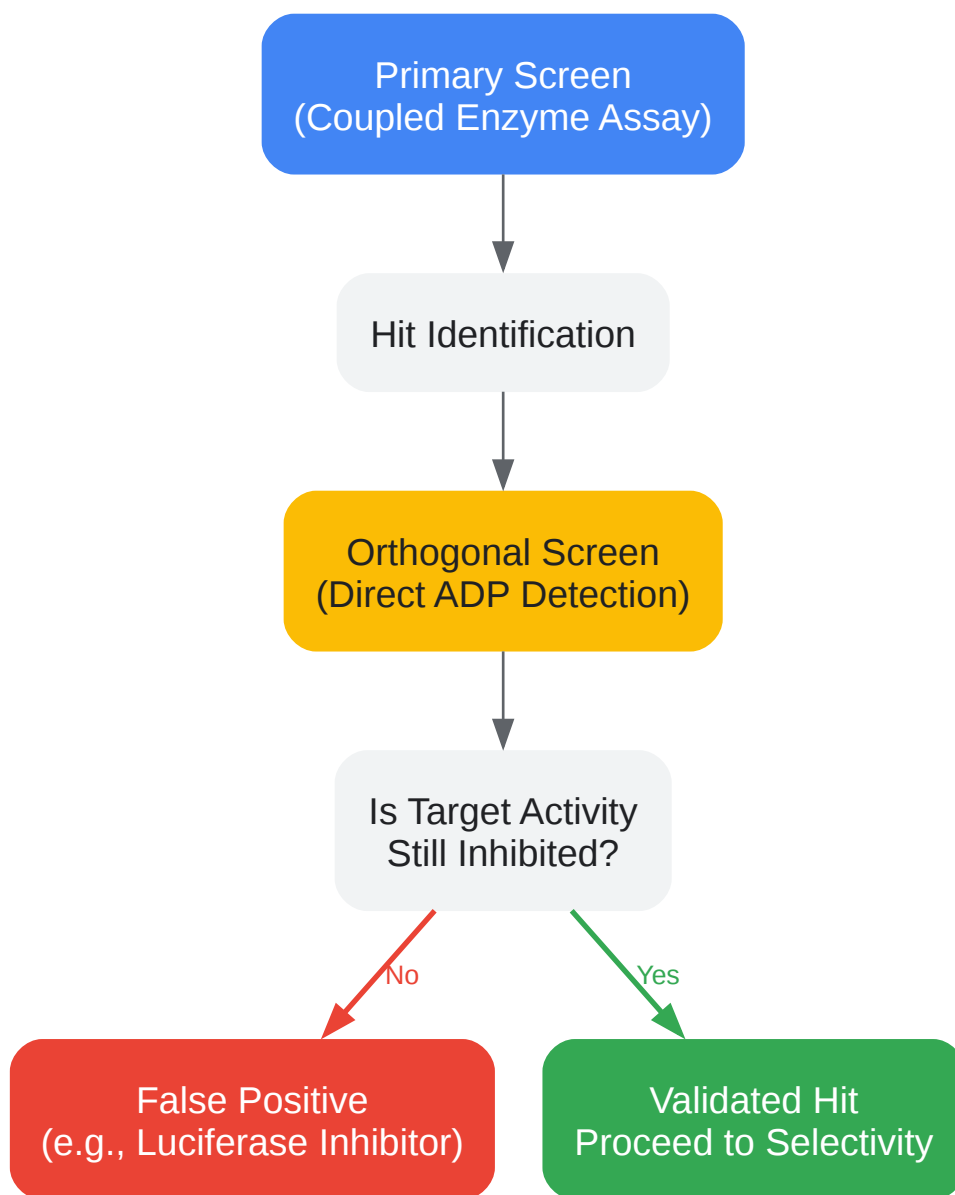 Primary Screen
(Coupled Enzyme Assay)
Hit Identification
Orthogonal Screen
(Direct ADP Detection)
Is Target Activity
Still Inhibited?
No
Yes
False Positive
(e.g., Luciferase Inhibitor)
Validated Hit
Proceed to Selectivity